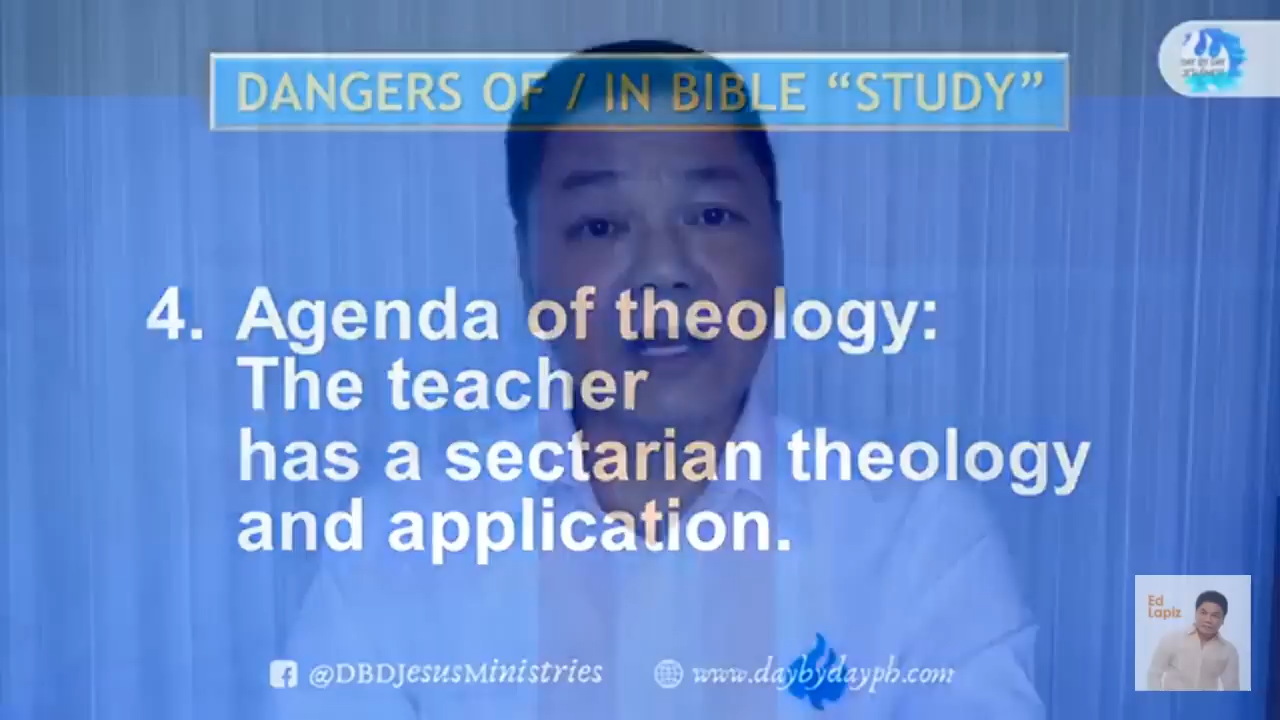 DANGERS OF / IN BIBLE “STUDY”
4. Agenda of theology:
The teacher
has a sectarian theology
and application.
Ed
Lapiz
@DBDJesusMinistries
www.daybydayph.com